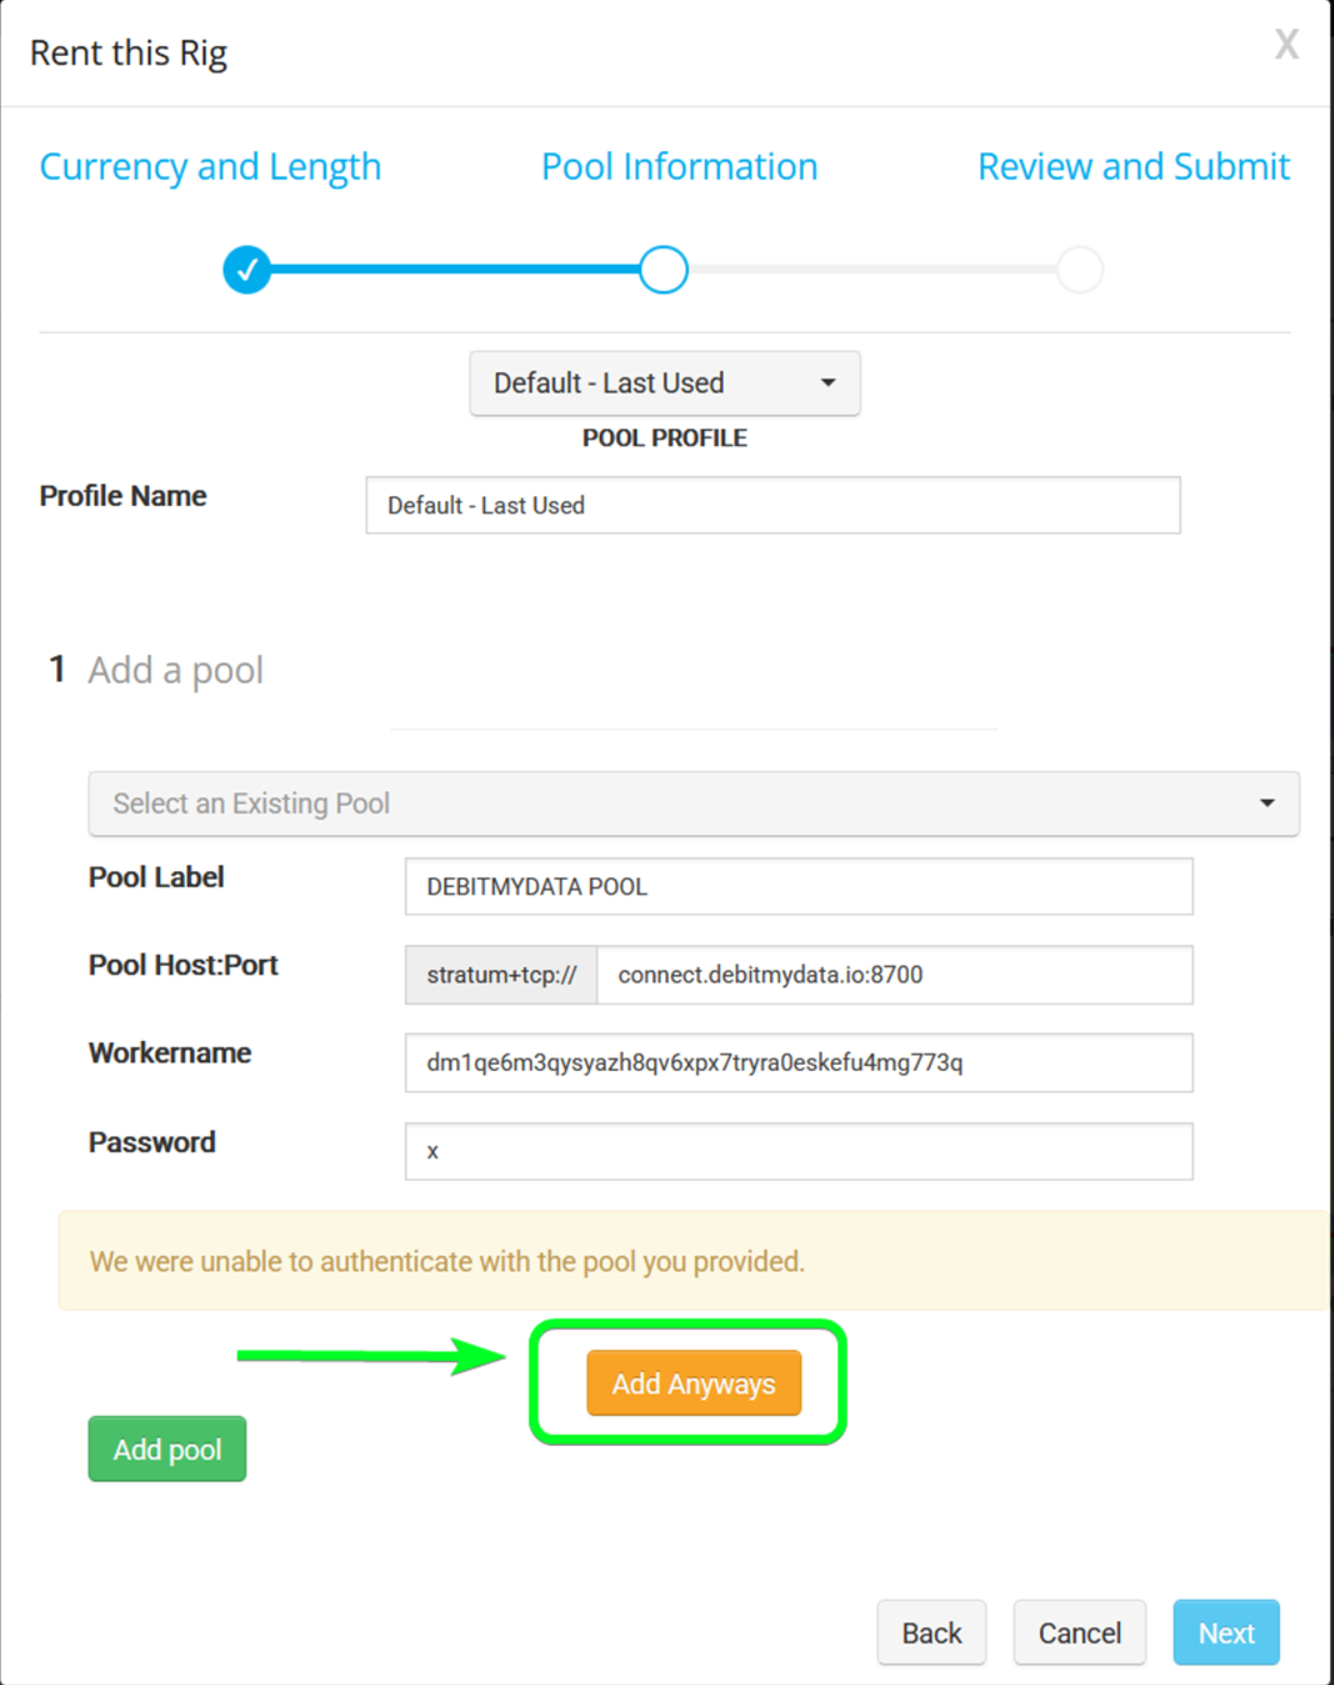 Rent this Rig
X
Currency and Length
Pool Information
Review and Submit
Default - Last Used
POOL PROFILE
Profile Name
Default - Last Used
1 Add a pool
Select an Existing Pool
Pool Label
DEBITMYDATA POOL
Pool Host:Port
stratum+tcp://
connect.debitmydata.io:8700
Workername
dm1qe6m3qysyazh8qv6xpx7tryra0eskefu4mg773q
Password
x
We were unable to authenticate with the pool you provided.
Add Anyways
Add pool
Back
Cancel
Next